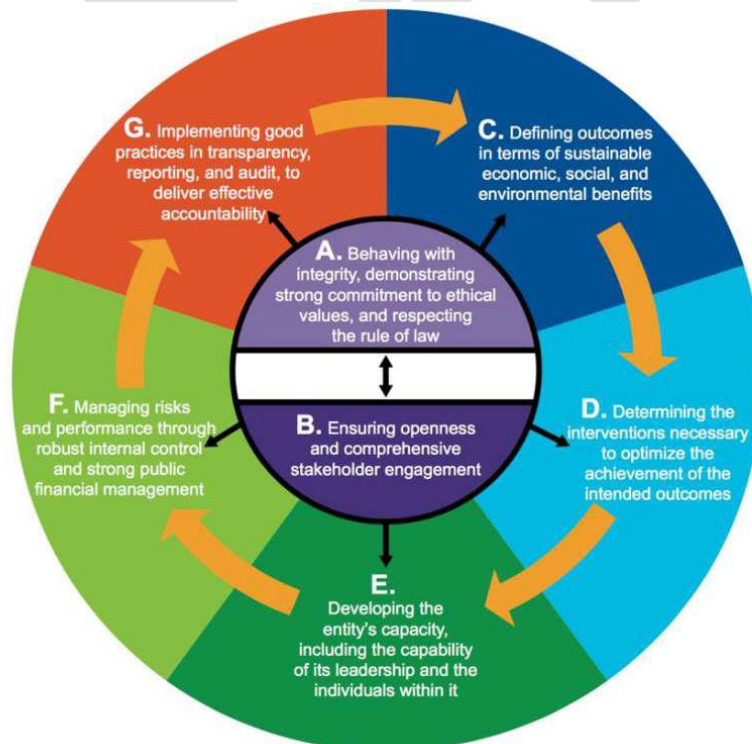 G. Implementing good
practices in transparency,
reporting, and audit, to
deliver effective
accountability
C. Defining outcomes
in terms of sustainable
economic, social, and
environmental benefits
A. Behaving with
integrity, demonstrating
strong commitment to ethical
values, and respecting
the rule of law
B. Ensuring openness
and comprehensive
stakeholder engagement
D. Determining the
interventions necessary
to optimize the
achievement of the
intended outcomes
E.
Developing the
entity's capacity,
including the capability
of its leadership and the
individuals within it
F. Managing risks
and performance through
robust internal control
and strong public
financial management